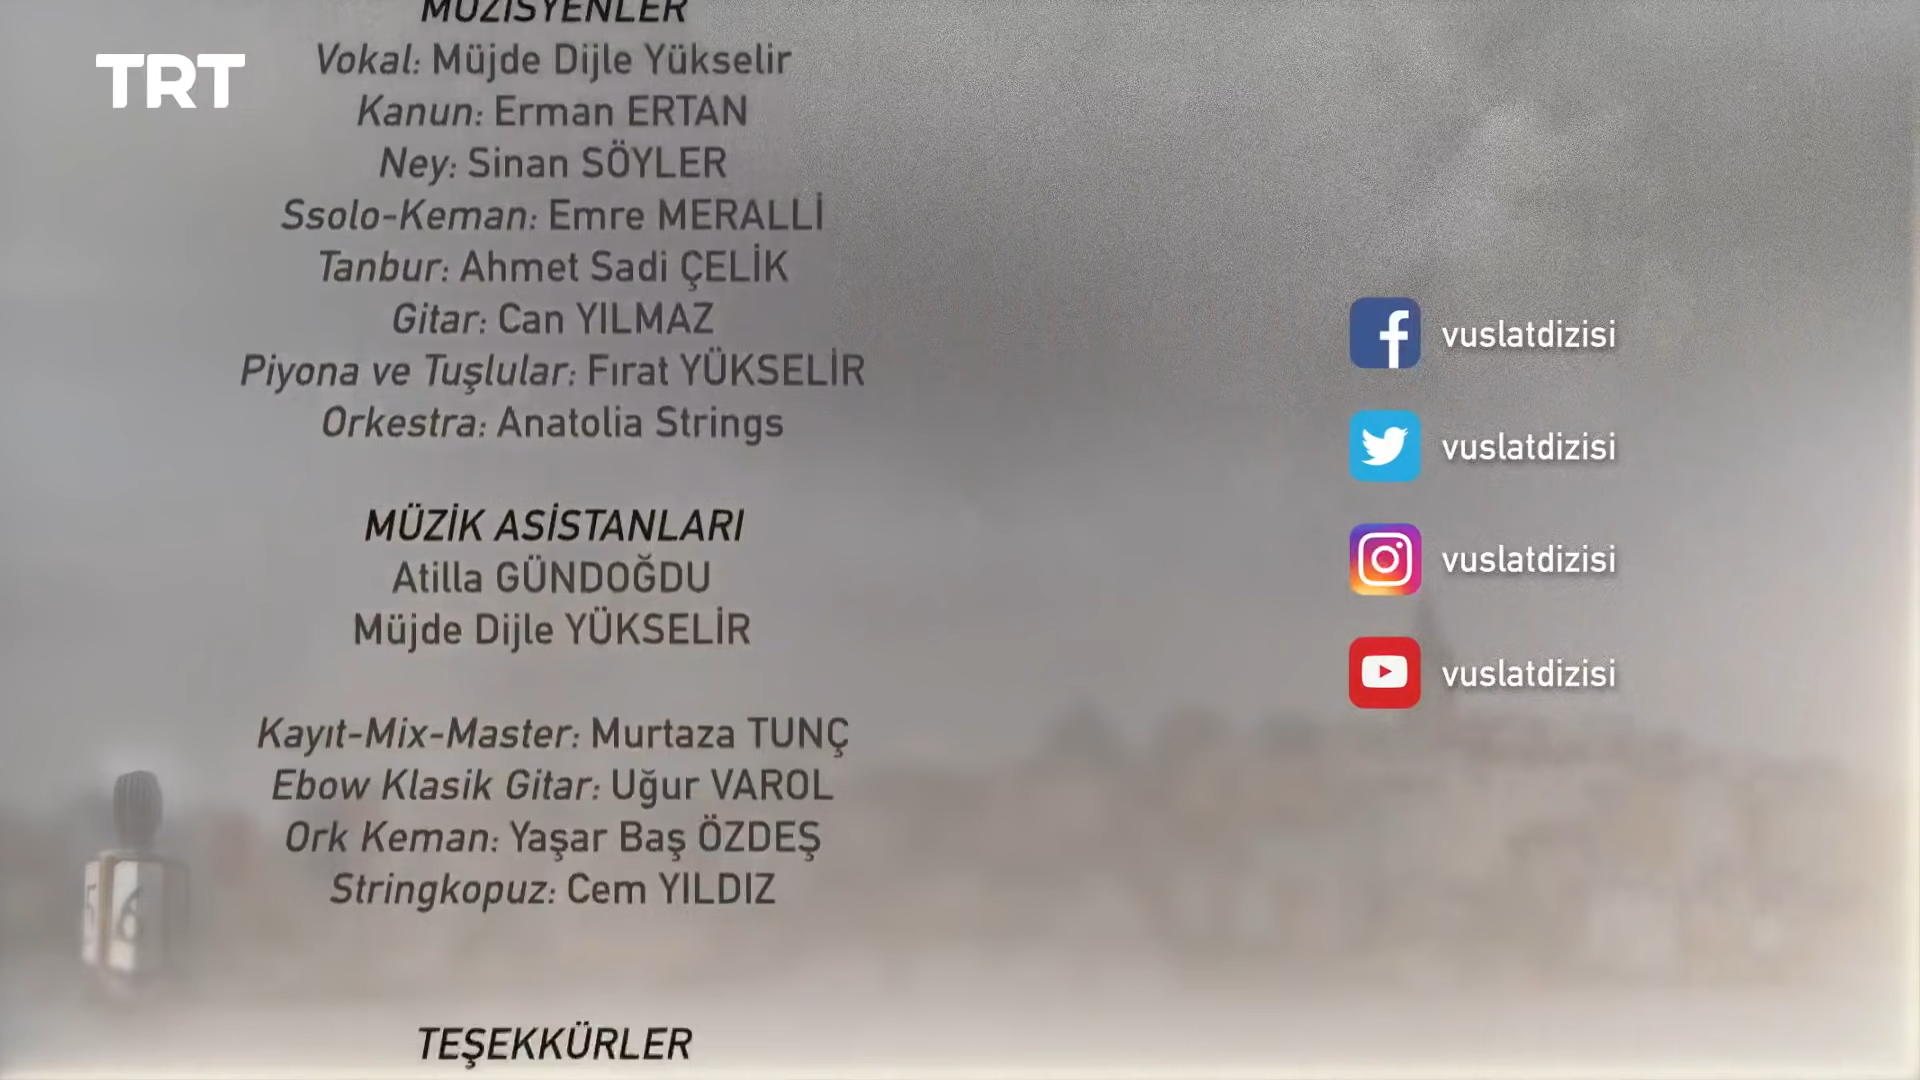 MÜZİSYENLER
TRT
Vokal: Müjde Dijle Yükselir
Kanun: Erman ERTAN
Ney: Sinan SÖYLER
Ssolo-Keman: Emre MERALLİ
Tanbur: Ahmet Sadi ÇELİK
Gitar: Can YILMAZ
Piyona ve Tuşlular: Fırat YÜKSELİR
Orkestra: Anatolia Strings
MÜZİK ASİSTANLARI
Atilla GÜNDOĞDU
Müjde Dijle YÜKSELİR
Kayıt-Mix-Master: Murtaza TUNÇ
Ebow Klasik Gitar: Uğur VAROL
Ork Keman: Yaşar Baş ÖZDEŞ
Stringkopuz: Cem YILDIZ
TEŞEKKÜRLER
vuslatdizisi
vuslatdizisi
vuslatdizisi
vuslatdizisi
5 6